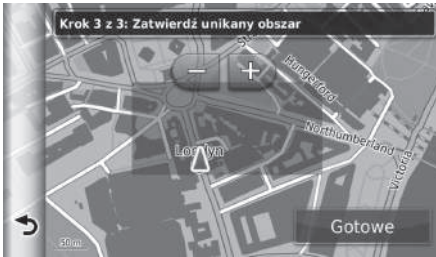 Krok 3 z 3: Zatwierdź unikany obszar
Hungerford
Northumberland
Londyn
Victoria
50 m
Gotowe